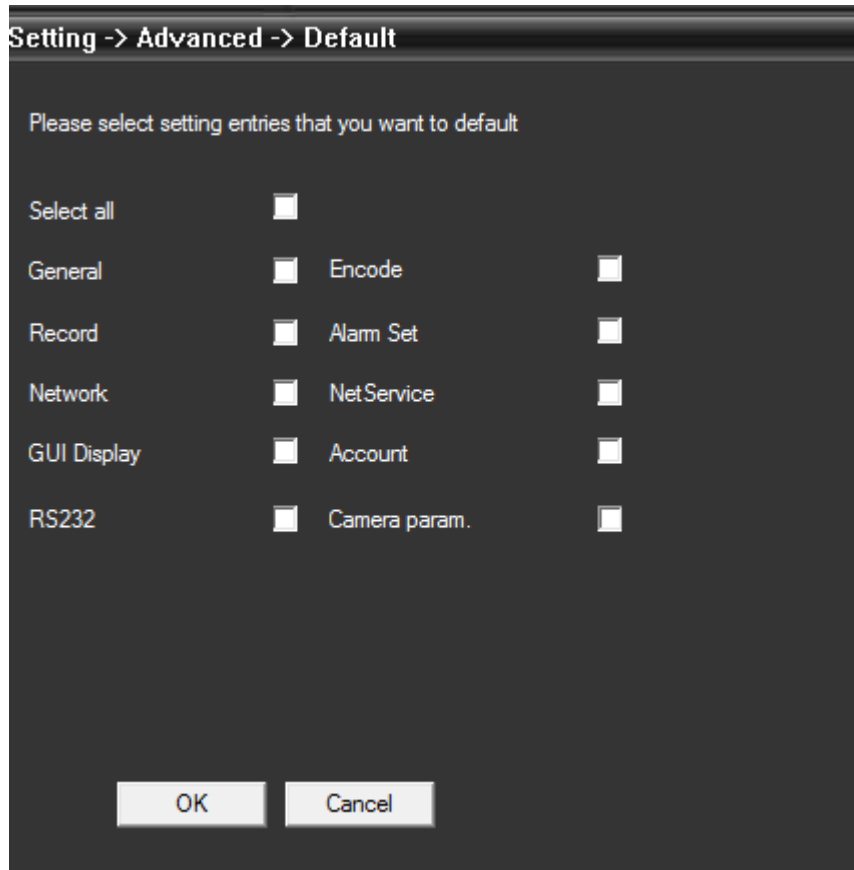 Setting -> Advanced -> Default
Please select setting entries that you want to default
Select all
General Encode
Record Alarm Set
Network NetService
GUI Display Account
RS232 Camera param.
OK Cancel